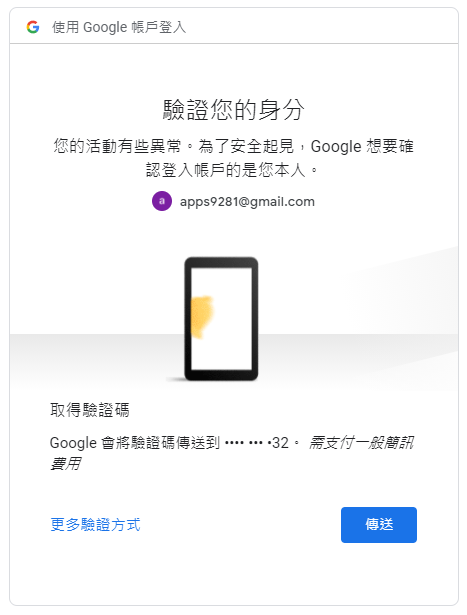 使用 Google 帳戶登入
驗證您的身分
您的活動有些異常。為了安全起見，Google 想要確
認登入帳戶的是您本人。
a apps9281@gmail.com
取得驗證碼
Google 會將驗證碼傳送到 •••• ••• •32。 需支付一般簡訊
費用
更多驗證方式 傳送